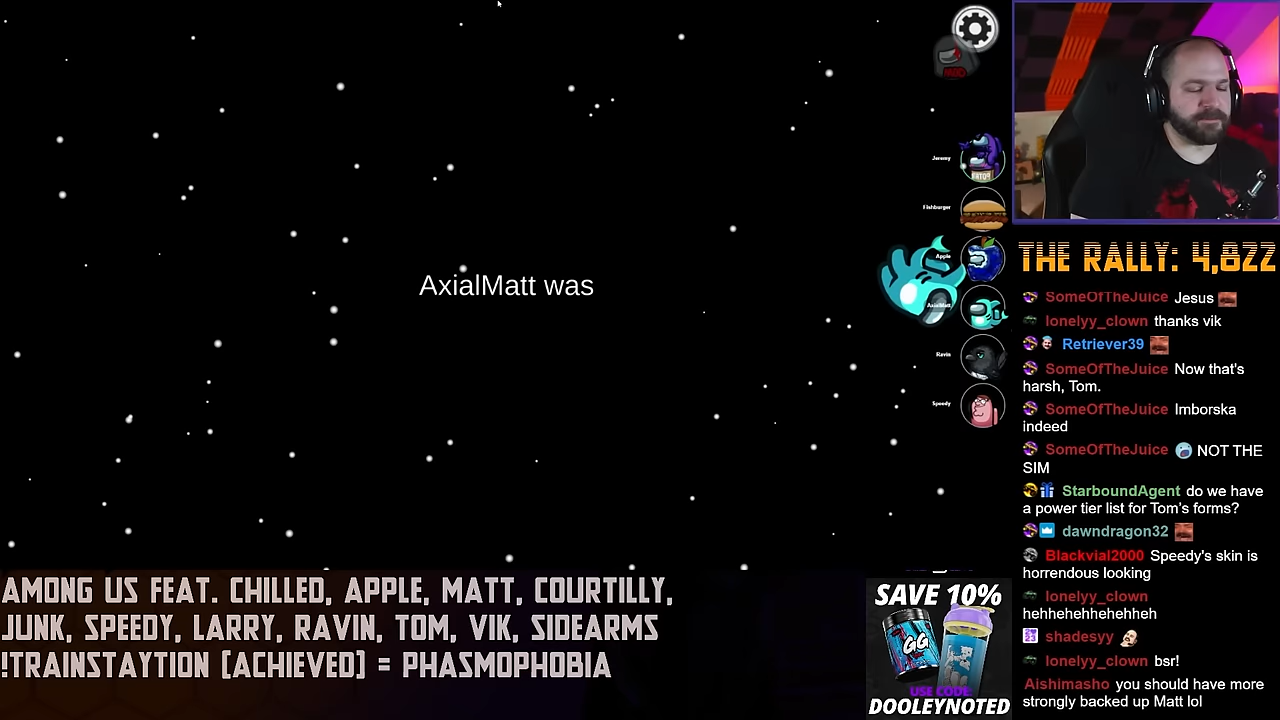 AxialMatt was
Jeremy
Fishburger
Apple
AxialMatt
Ravin
Speedy
THE RALLY: 4,822
SomeOfTheJuice Jesus
lonelyy_clown thanks vik
Retriever39
SomeOfTheJuice Now that's
harsh, Tom.
SomeOfTheJuice Imborska
indeed
SomeOfTheJuice NOT THE
SIM
StarboundAgent do we have
a power tier list for Tom's forms?
dawndragon32
Blackvial2000 Speedy's skin is
horrendous looking
lonelyy_clown
hehhehehhehehheh
shadesyy
lonelyy_clown bsr!
Aishimasho you should have more
strongly backed up Matt lol
AMONG US FEAT. CHILLED, APPLE, MATT, COURTILLY,
JUNK, SPEEDY, LARRY, RAVIN, TOM, VIK, SIDEARMS
!TRAINSTAYTION [ACHIEVED] = PHASMOPHOBIA
SAVE 10%
GG
USE CODE:
DOOLEYNOTED